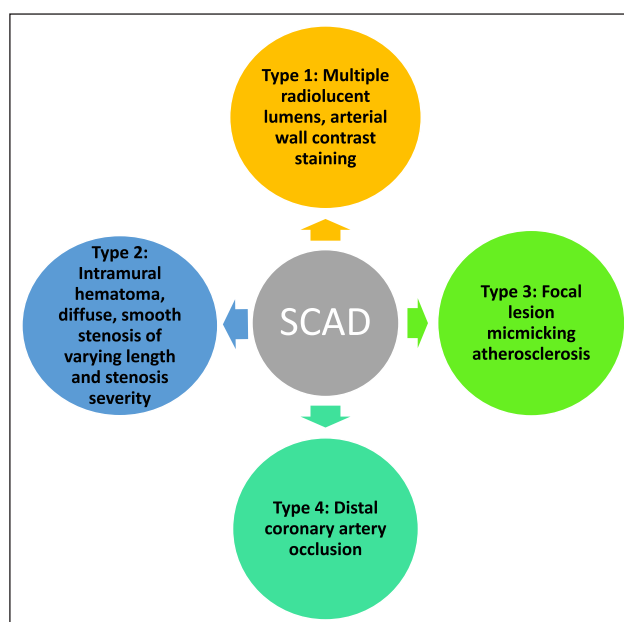 Type 1: Multiple
radiolucent
lumens, arterial
wall contrast
staining
Type 2:
Intramural
hematoma,
diffuse, smooth
stenosis of
varying length
and stenosis
severity
SCAD
Type 3: Focal
lesion
micmicking
atherosclerosis
Type 4: Distal
coronary artery
occlusion